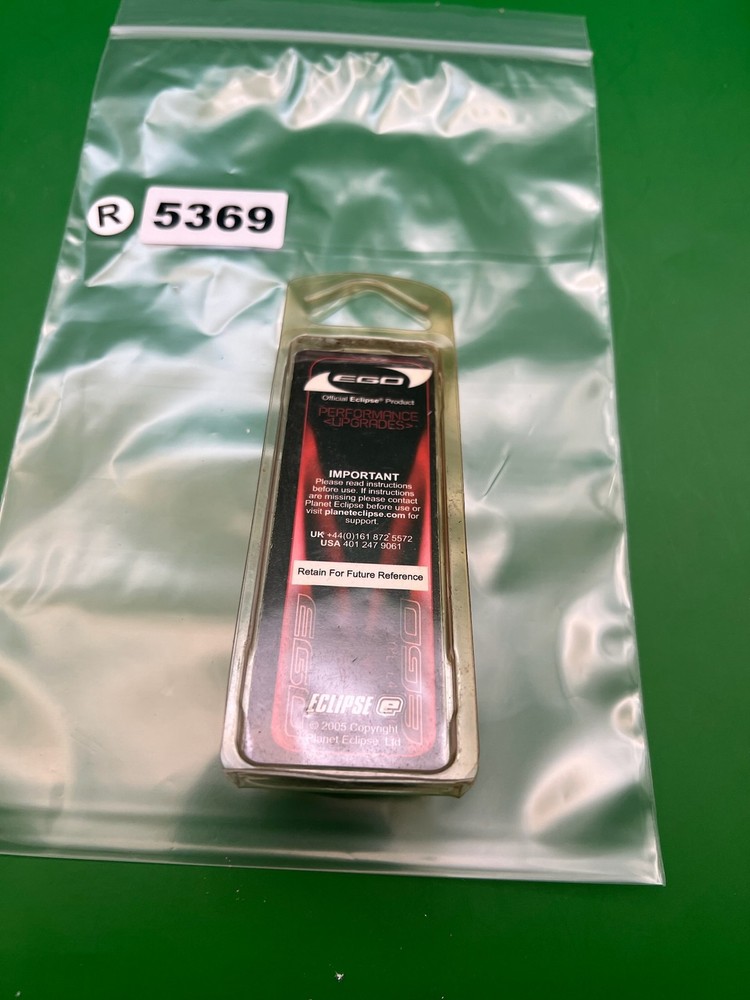 R 5369
EGO
Official Eclipse® Product
PERFORMANCE
<UPGRADES>
IMPORTANT
Please read instructions
before use. If instructions
are missing please contact
Planet Eclipse before use or
visit planeteclipse.com for
support.
UK +44(0)161 872 5572
USA 401 247 9061
Retain For Future Reference
EGO
EGO
ECLIPSE e
© 2005 Copyright
Planet Eclipse Ltd